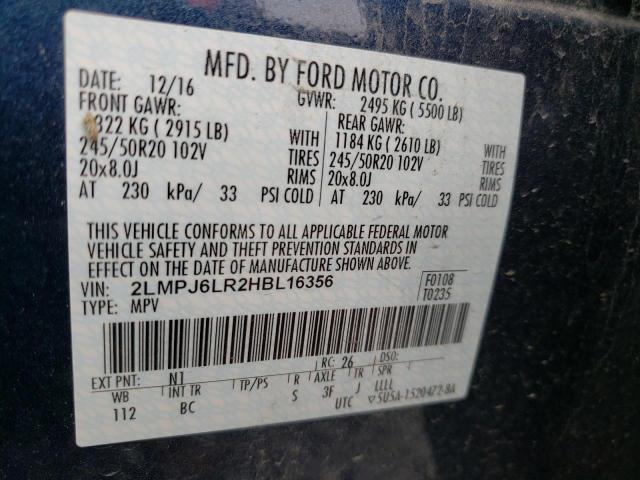 MFD. BY FORD MOTOR CO.
DATE: 12/16 GVWR: 2495 KG ( 5500 LB)
FRONT GAWR: REAR GAWR:
322 KG ( 2915 LB) WITH 1184 KG ( 2610 LB) WITH
245/50R20 102V TIRES 245/50R20 102V TIRES
20x8.0J RIMS 20x8.0J RIMS
AT 230 kPa/ 33 PSI COLD AT 230 kPa/ 33 PSI COLD
THIS VEHICLE CONFORMS TO ALL APPLICABLE FEDERAL MOTOR
VEHICLE SAFETY AND THEFT PREVENTION STANDARDS IN
EFFECT ON THE DATE OF MANUFACTURE SHOWN ABOVE.
VIN: 2LMPJ6LR2HBL16356 F0108
TYPE: MPV T0235
RC: 26 DSO:
EXT PNT: N1
WB INT TR TP/PS R AXLE TR SPR
112 BC S 3F J LLLL
UTC ▽5U5A-1520472-BA